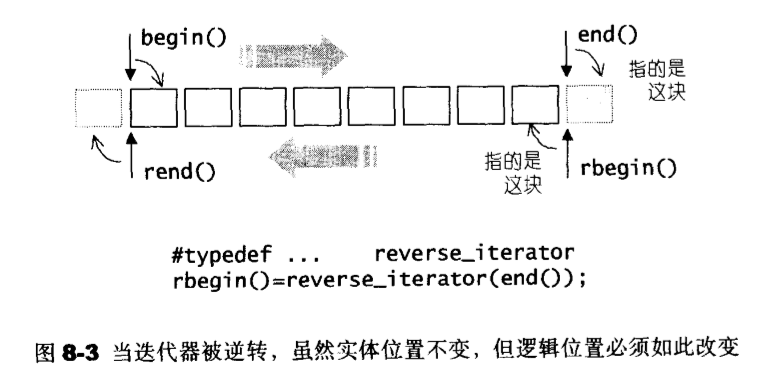 begin()
end()
指的是
这块
rend()
指的是
这块
rbegin()
#typedef ... reverse_iterator
rbegin()=reverse_iterator(end());
图 8-3 当迭代器被逆转，虽然实体位置不变，但逻辑位置必须如此改变